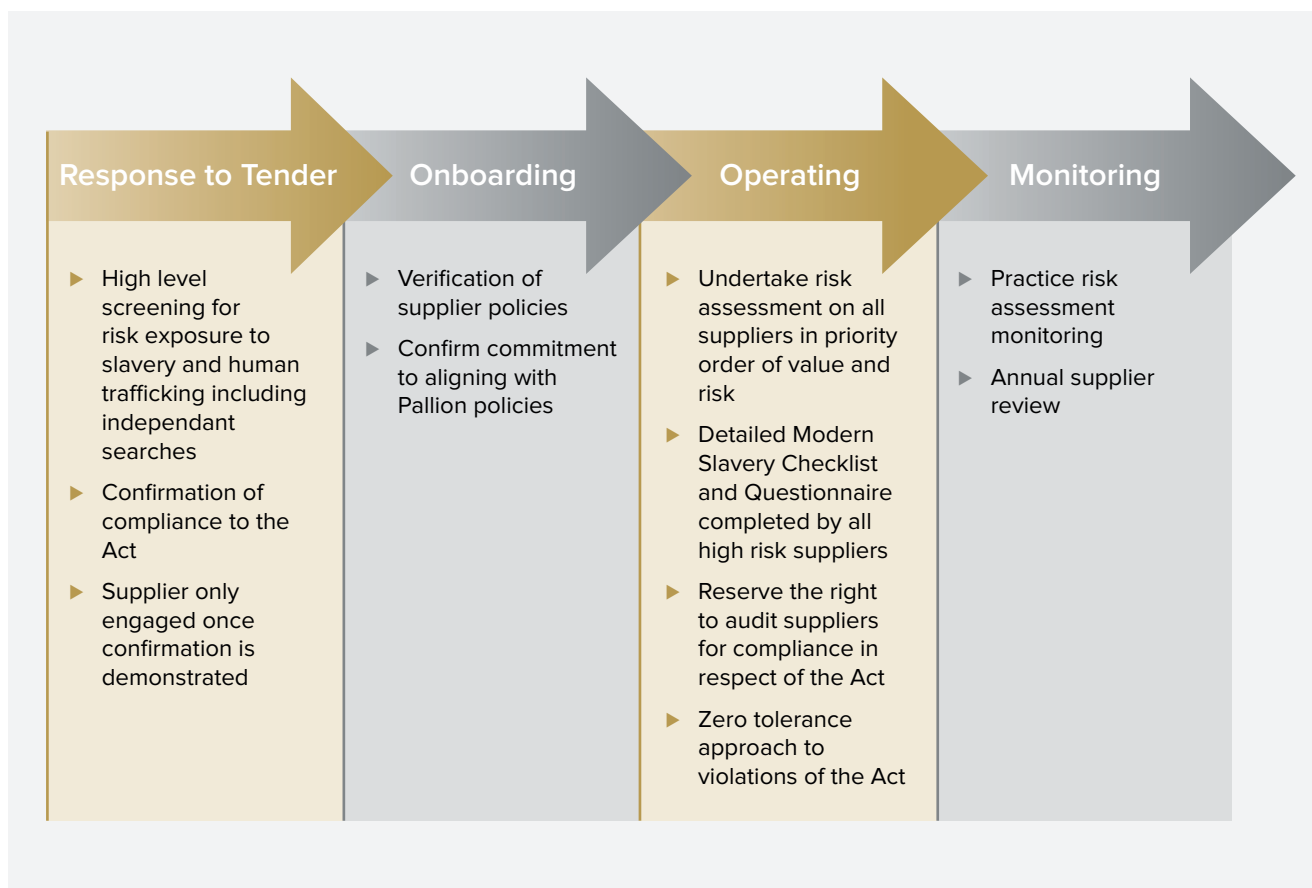 Response to Tender
High level
screening for
risk exposure to
slavery and human
trafficking including
independant
searches
Confirmation of
compliance to the
Act
Supplier only
engaged once
confirmation is
demonstrated
Onboarding
Verification of
supplier policies
Confirm commitment
to aligning with
Pallion policies
Operating
Undertake risk
assessment on all
suppliers in priority
order of value and
risk
Detailed Modern
Slavery Checklist
and Questionnaire
completed by all
high risk suppliers
Reserve the right
to audit suppliers
for compliance in
respect of the Act
Zero tolerance
approach to
violations of the Act
Monitoring
Practice risk
assessment
monitoring
Annual supplier
review